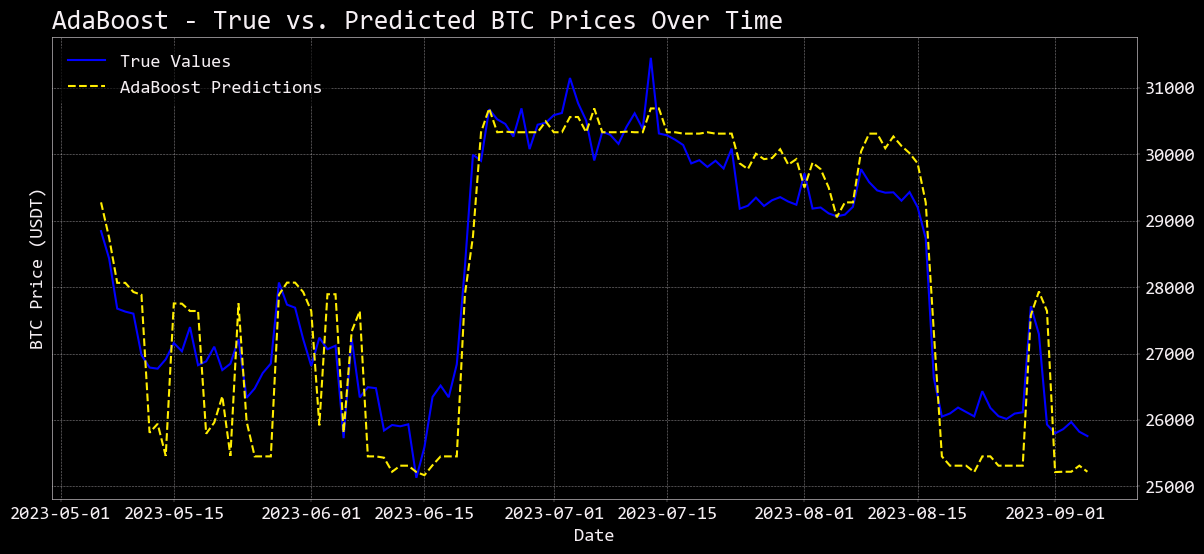 AdaBoost - True vs. Predicted BTC Prices Over Time
True Values
AdaBoost Predictions
BTC Price (USDT)
31000
30000
29000
28000
27000
26000
25000
2023-05-01 2023-05-15 2023-06-01 2023-06-15 2023-07-01 2023-07-15 2023-08-01 2023-08-15 2023-09-01
Date